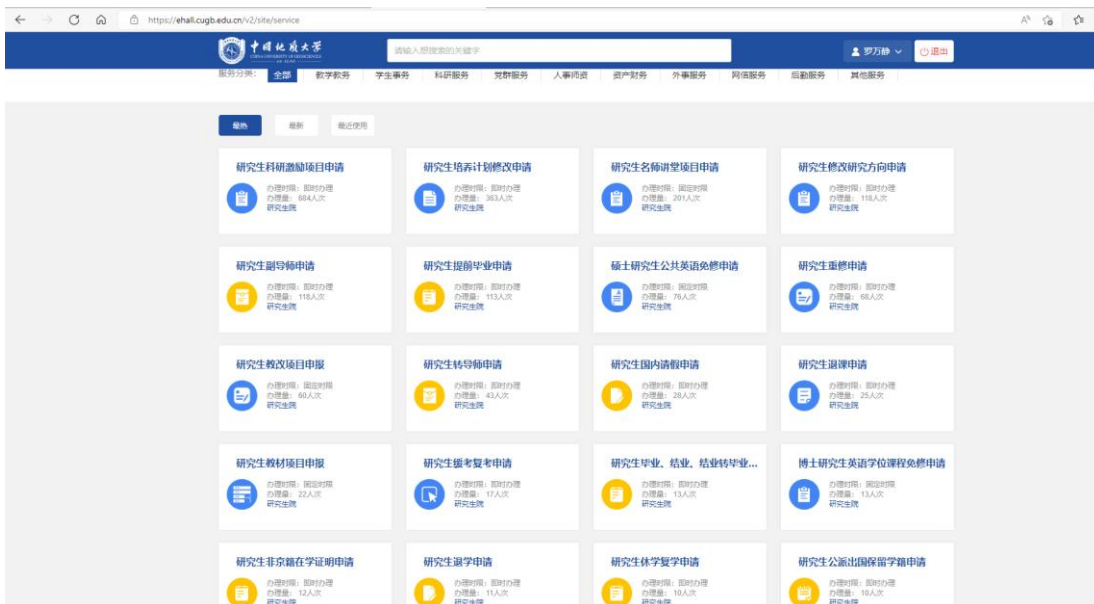 https://ehall.cugb.edu.cn/v2/site/service
中国地质大学
请输入您想搜索的关键字
罗万静
退出
服务分类： 全部 教学教务 学生事务 科研服务 党群服务 人事师资 资产财务 外事服务 网信服务 后勤服务 其他服务
最热 最新 最近使用
研究生科研激励项目申请
办理时限：即时办理
办理量：684人次
研究生院
研究生培养计划修改申请
办理时限：即时办理
办理量：363人次
研究生院
研究生名师讲堂项目申请
办理时限：固定时限
办理量：201人次
研究生院
研究生修改研究方向申请
办理时限：即时办理
办理量：118人次
研究生院
研究生副导师申请
办理时限：即时办理
办理量：118人次
研究生院
研究生提前毕业申请
办理时限：即时办理
办理量：113人次
研究生院
硕士研究生公共英语免修申请
办理时限：固定时限
办理量：76人次
研究生院
研究生重修申请
办理时限：即时办理
办理量：68人次
研究生院
研究生教改项目申报
办理时限：固定时限
办理量：60人次
研究生院
研究生转导师申请
办理时限：即时办理
办理量：43人次
研究生院
研究生国内请假申请
办理时限：即时办理
办理量：28人次
研究生院
研究生退课申请
办理时限：即时办理
办理量：25人次
研究生院
研究生教材项目申报
办理时限：固定时限
办理量：22人次
研究生院
研究生缓考复考申请
办理时限：即时办理
办理量：17人次
研究生院
研究生毕业、结业、结业转毕业...
办理时限：即时办理
办理量：13人次
研究生院
博士研究生英语学位课程免修申请
办理时限：固定时限
办理量：13人次
研究生院
研究生非京籍在学证明申请
办理时限：即时办理
办理量：12人次
研究生院
研究生退学申请
办理时限：即时办理
办理量：11人次
研究生院
研究生休学复学申请
办理时限：即时办理
办理量：10人次
研究生院
研究生公派出国保留学籍申请
办理时限：即时办理
办理量：10人次
研究生院